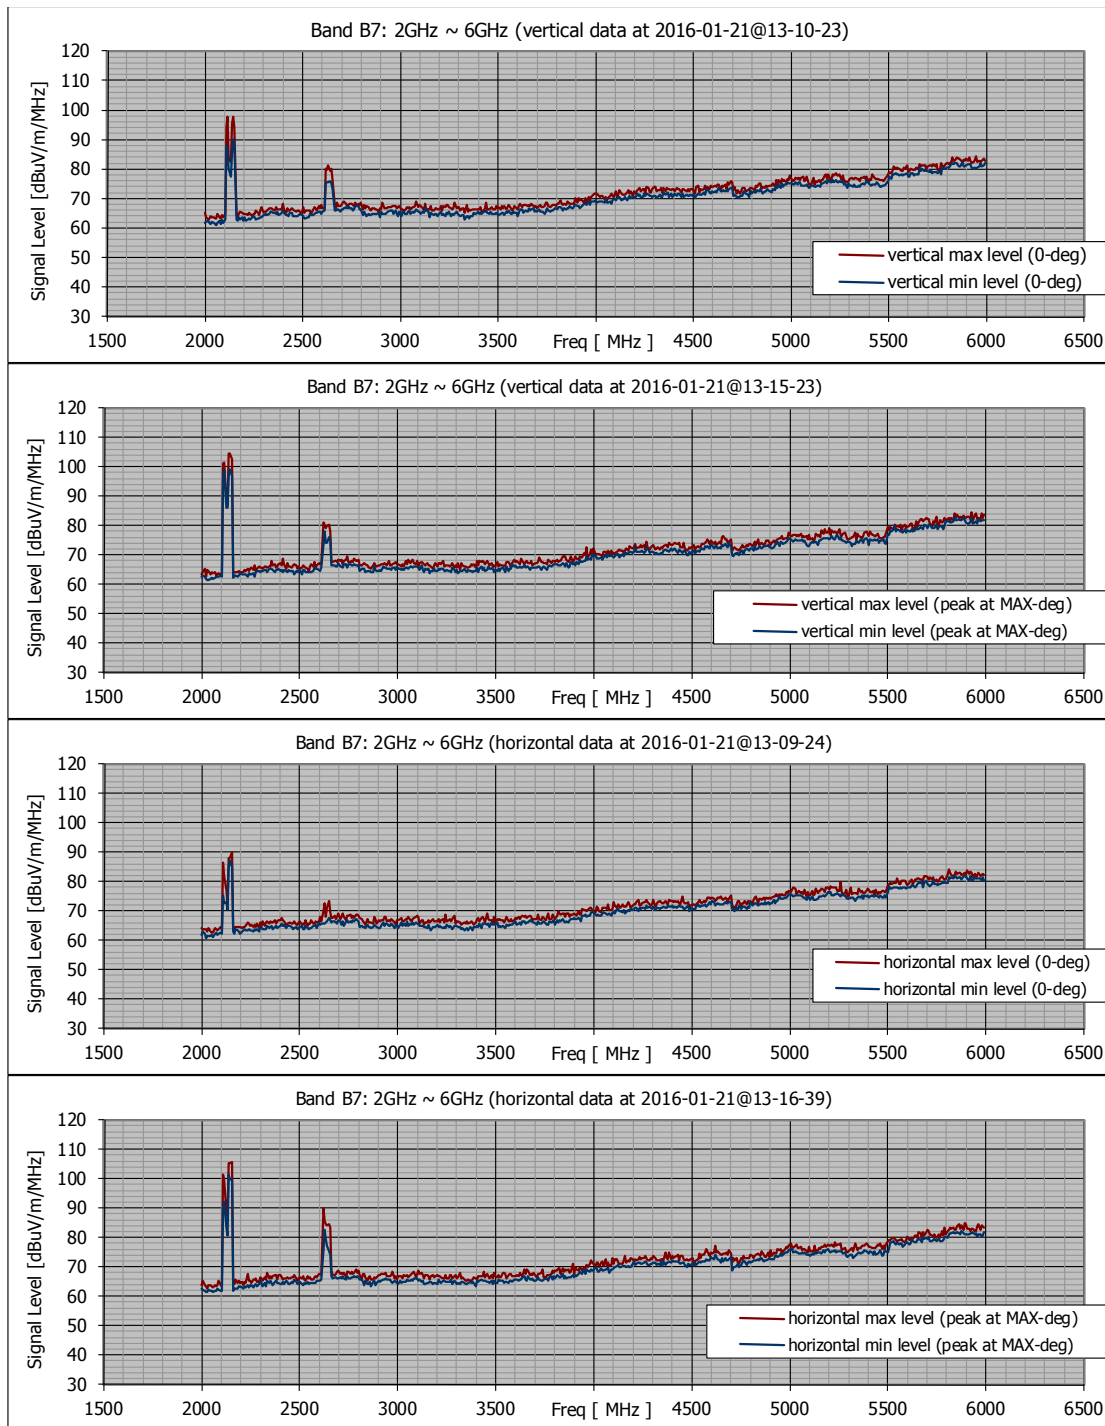 Band B7: 2GHz ~ 6GHz (vertical data at 2016-01-21@13-10-23)
Signal Level [dBuV/m/MHz]
120
110
100
90
80
70
60
50
40
30
vertical max level (0-deg)
vertical min level (0-deg)
1500 2000 2500 3000 3500 Freq [ MHz ] 4500 5000 5500 6000 6500
Band B7: 2GHz ~ 6GHz (vertical data at 2016-01-21@13-15-23)
Signal Level [dBuV/m/MHz]
120
110
100
90
80
70
60
50
40
30
vertical max level (peak at MAX-deg)
vertical min level (peak at MAX-deg)
1500 2000 2500 3000 3500 Freq [ MHz ] 4500 5000 5500 6000 6500
Band B7: 2GHz ~ 6GHz (horizontal data at 2016-01-21@13-09-24)
Signal Level [dBuV/m/MHz]
120
110
100
90
80
70
60
50
40
30
horizontal max level (0-deg)
horizontal min level (0-deg)
1500 2000 2500 3000 3500 Freq [ MHz ] 4500 5000 5500 6000 6500
Band B7: 2GHz ~ 6GHz (horizontal data at 2016-01-21@13-16-39)
Signal Level [dBuV/m/MHz]
120
110
100
90
80
70
60
50
40
30
horizontal max level (peak at MAX-deg)
horizontal min level (peak at MAX-deg)
1500 2000 2500 3000 3500 Freq [ MHz ] 4500 5000 5500 6000 6500